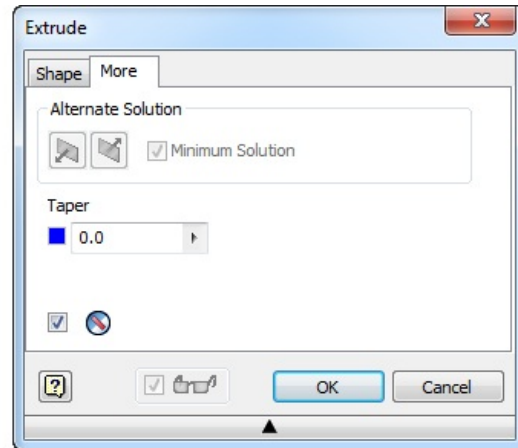 Extrude
Shape More
Alternate Solution
Minimum Solution
Taper
0.0
OK Cancel